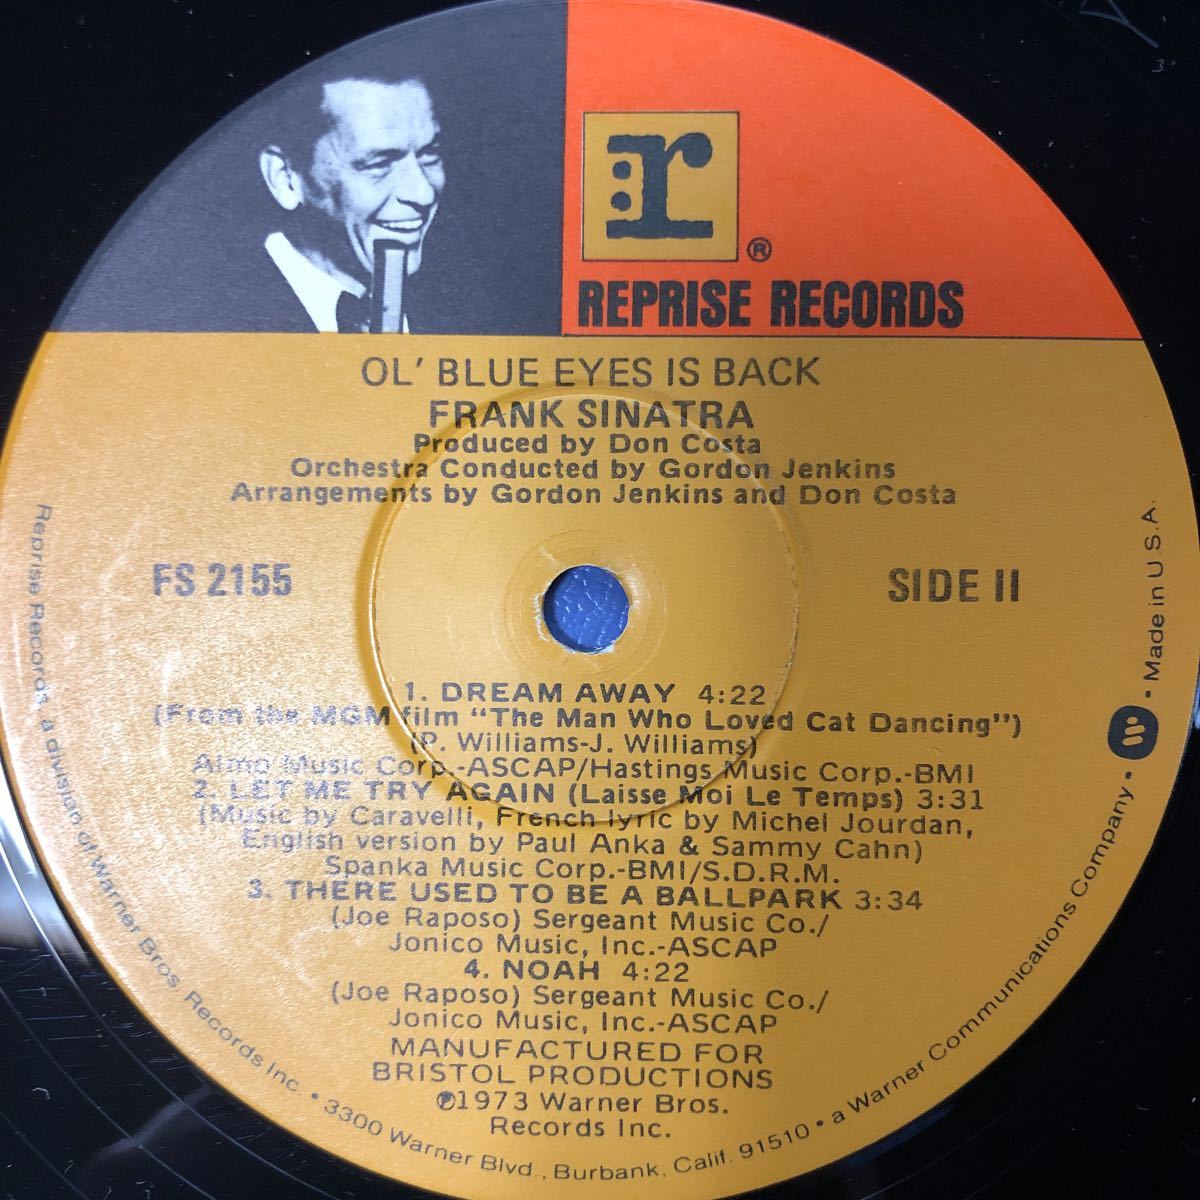 r
®
REPRISE RECORDS
OL' BLUE EYES IS BACK
FRANK SINATRA
Produced by Don Costa
Orchestra Conducted by Gordon Jenkins
Arrangements by Gordon Jenkins and Don Costa
FS 2155
SIDE II
1. DREAM AWAY 4:22
(From the MGM film "The Man Who Loved Cat Dancing")
(P. Williams-J. Williams)
Almo Music Corp.-ASCAP/Hastings Music Corp.-BMI
2. LET ME TRY AGAIN (Laisse Moi Le Temps) 3:31
(Music by Caravelli, French lyric by Michel Jourdan,
English version by Paul Anka & Sammy Cahn)
Spanka Music Corp.-BMI/S.D.R.M.
3. THERE USED TO BE A BALLPARK 3:34
(Joe Raposo) Sergeant Music Co./
Jonico Music, Inc.-ASCAP
4. NOAH 4:22
(Joe Raposo) Sergeant Music Co./
Jonico Music, Inc.-ASCAP
MANUFACTURED FOR
BRISTOL PRODUCTIONS
℗1973 Warner Bros.
Records Inc.
Reprise Records, a division of Warner Bros. Records Inc. • 3300 Warner Blvd., Burbank, Calif. 91510 • a Warner Communications Company • W • Made in U.S.A.